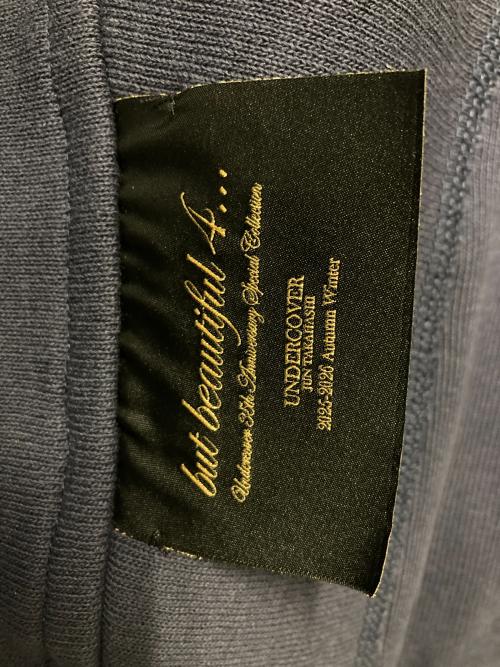 but beautiful 4...
Undercover 35th Anniversary Special Collection
UNDERCOVER
JUN TAKAHASHI
2025-2026 Autumn Winter